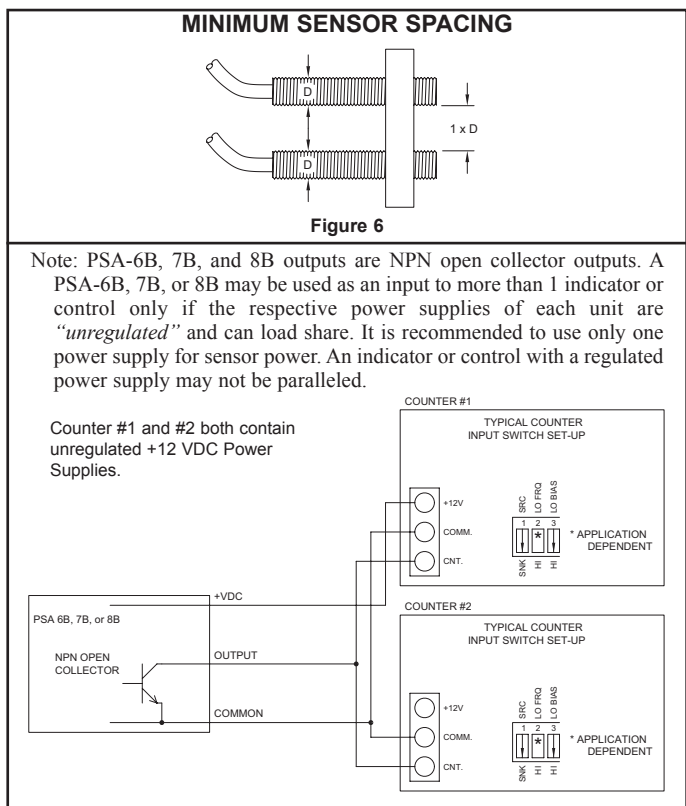 MINIMUM SENSOR SPACING
D
1 x D
D
Figure 6
Note: PSA-6B, 7B, and 8B outputs are NPN open collector outputs. A
PSA-6B, 7B, or 8B may be used as an input to more than 1 indicator or
control only if the respective power supplies of each unit are
“unregulated” and can load share. It is recommended to use only one
power supply for sensor power. An indicator or control with a regulated
power supply may not be paralleled.
Counter #1 and #2 both contain
unregulated +12 VDC Power
Supplies.
COUNTER #1
TYPICAL COUNTER
INPUT SWITCH SET-UP
+12V
COMM.
CNT.
SRC
LO FRQ
LO BIAS
1 2 3
*
SNK
HI
HI
* APPLICATION
DEPENDENT
PSA 6B, 7B, or 8B
NPN OPEN
COLLECTOR
+VDC
OUTPUT
COMMON
COUNTER #2
TYPICAL COUNTER
INPUT SWITCH SET-UP
+12V
COMM.
CNT.
SRC
LO FRQ
LO BIAS
1 2 3
*
SNK
HI
HI
* APPLICATION
DEPENDENT